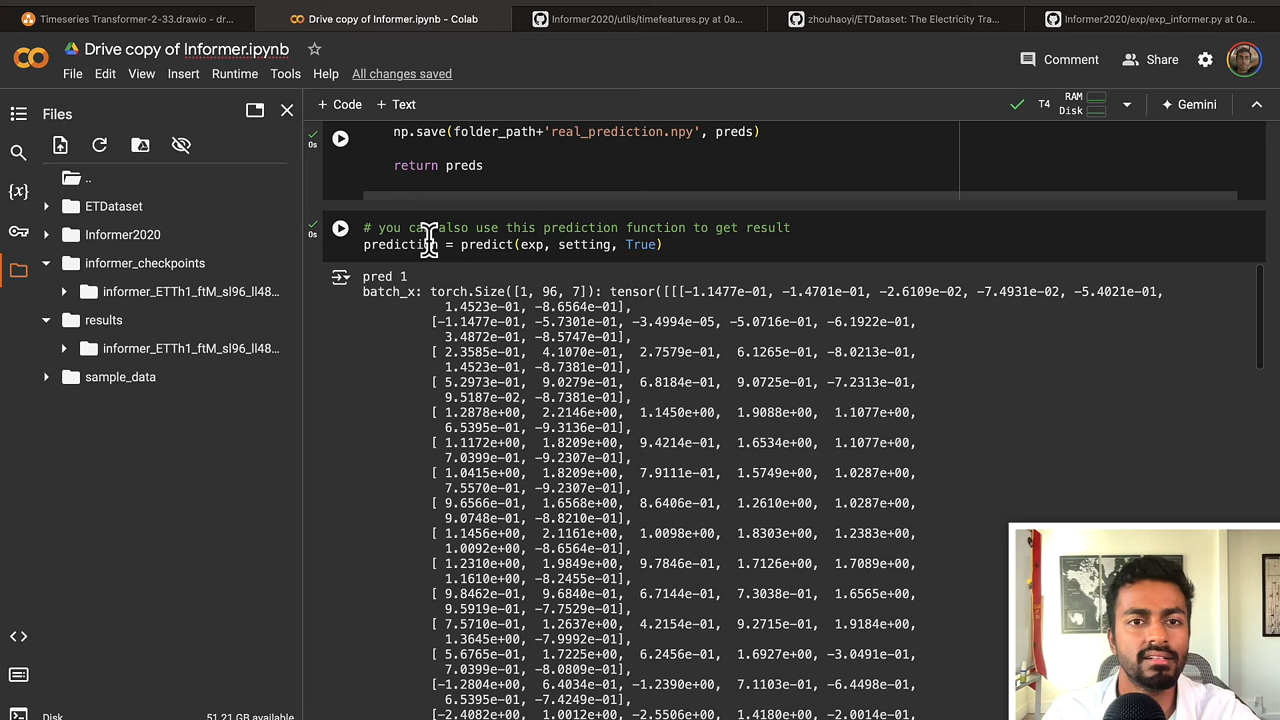 Timeseries Transformer-2-33.drawio - dr...
Drive copy of Informer.ipynb - Colab
Informer2020/utils/timefeatures.py at 0a...
zhouhaoyi/ETDataset: The Electricity Tra...
Informer2020/exp/exp_informer.py at 0a...
Drive copy of Informer.ipynb
Comment
Share
File Edit View Insert Runtime Tools Help All changes saved
Files
+ Code + Text
T4
RAM
Disk
Gemini
..
ETDataset
Informer2020
informer_checkpoints
informer_ETTh1_ftM_sl96_ll48...
results
informer_ETTh1_ftM_sl96_ll48...
sample_data
Disk
51.21 GB available
0s
np.save(folder_path+'real_prediction.npy', preds)
return preds
0s
# you can also use this prediction function to get result
prediction = predict(exp, setting, True)
pred 1
batch_x: torch.Size([1, 96, 7]): tensor([[[-1.1477e-01, -1.4701e-01, -2.6109e-02, -7.4931e-02, -5.4021e-01,
1.4523e-01, -8.6564e-01],
[-1.1477e-01, -5.7301e-01, -3.4994e-05, -5.0716e-01, -6.1922e-01,
3.4872e-01, -8.5747e-01],
[ 2.3585e-01, 4.1070e-01, 2.7579e-01, 6.1265e-01, -8.0213e-01,
1.4523e-01, -8.7381e-01],
[ 5.2973e-01, 9.0279e-01, 6.8184e-01, 9.0725e-01, -7.2313e-01,
9.5187e-02, -8.7381e-01],
[ 1.2878e+00, 2.2146e+00, 1.1450e+00, 1.9088e+00, 1.1077e+00,
6.5395e-01, -9.3136e-01],
[ 1.1172e+00, 1.8209e+00, 9.4214e-01, 1.6534e+00, 1.1077e+00,
7.0399e-01, -9.2307e-01],
[ 1.0415e+00, 1.8209e+00, 7.9111e-01, 1.5749e+00, 1.0287e+00,
7.5570e-01, -9.2307e-01],
[ 9.6566e-01, 1.6568e+00, 8.6406e-01, 1.2610e+00, 1.0287e+00,
9.0748e-01, -8.8210e-01],
[ 1.1456e+00, 2.1161e+00, 1.0098e+00, 1.8303e+00, 1.2383e+00,
1.0092e+00, -8.6564e-01],
[ 1.2310e+00, 1.9849e+00, 9.7846e-01, 1.7126e+00, 1.7089e+00,
1.1610e+00, -8.2455e-01],
[ 9.8462e-01, 9.6840e-01, 6.7144e-01, 7.3038e-01, 1.6565e+00,
9.5919e-01, -7.7529e-01],
[ 7.5710e-01, 1.2637e+00, 4.2154e-01, 9.2715e-01, 1.9184e+00,
1.3645e+00, -7.9992e-01],
[ 5.6765e-01, 1.7225e+00, 6.2456e-01, 1.6927e+00, -3.0491e-01,
7.0399e-01, -8.0809e-01],
[-1.2804e+00, 6.4034e-01, -1.2390e+00, 7.1103e-01, -6.4498e-01,
6.5395e-01, -7.4249e-01],
[-2.4082e+00, 1.0012e+00, -2.5506e+00, 1.4180e+00, -2.0018e+00,